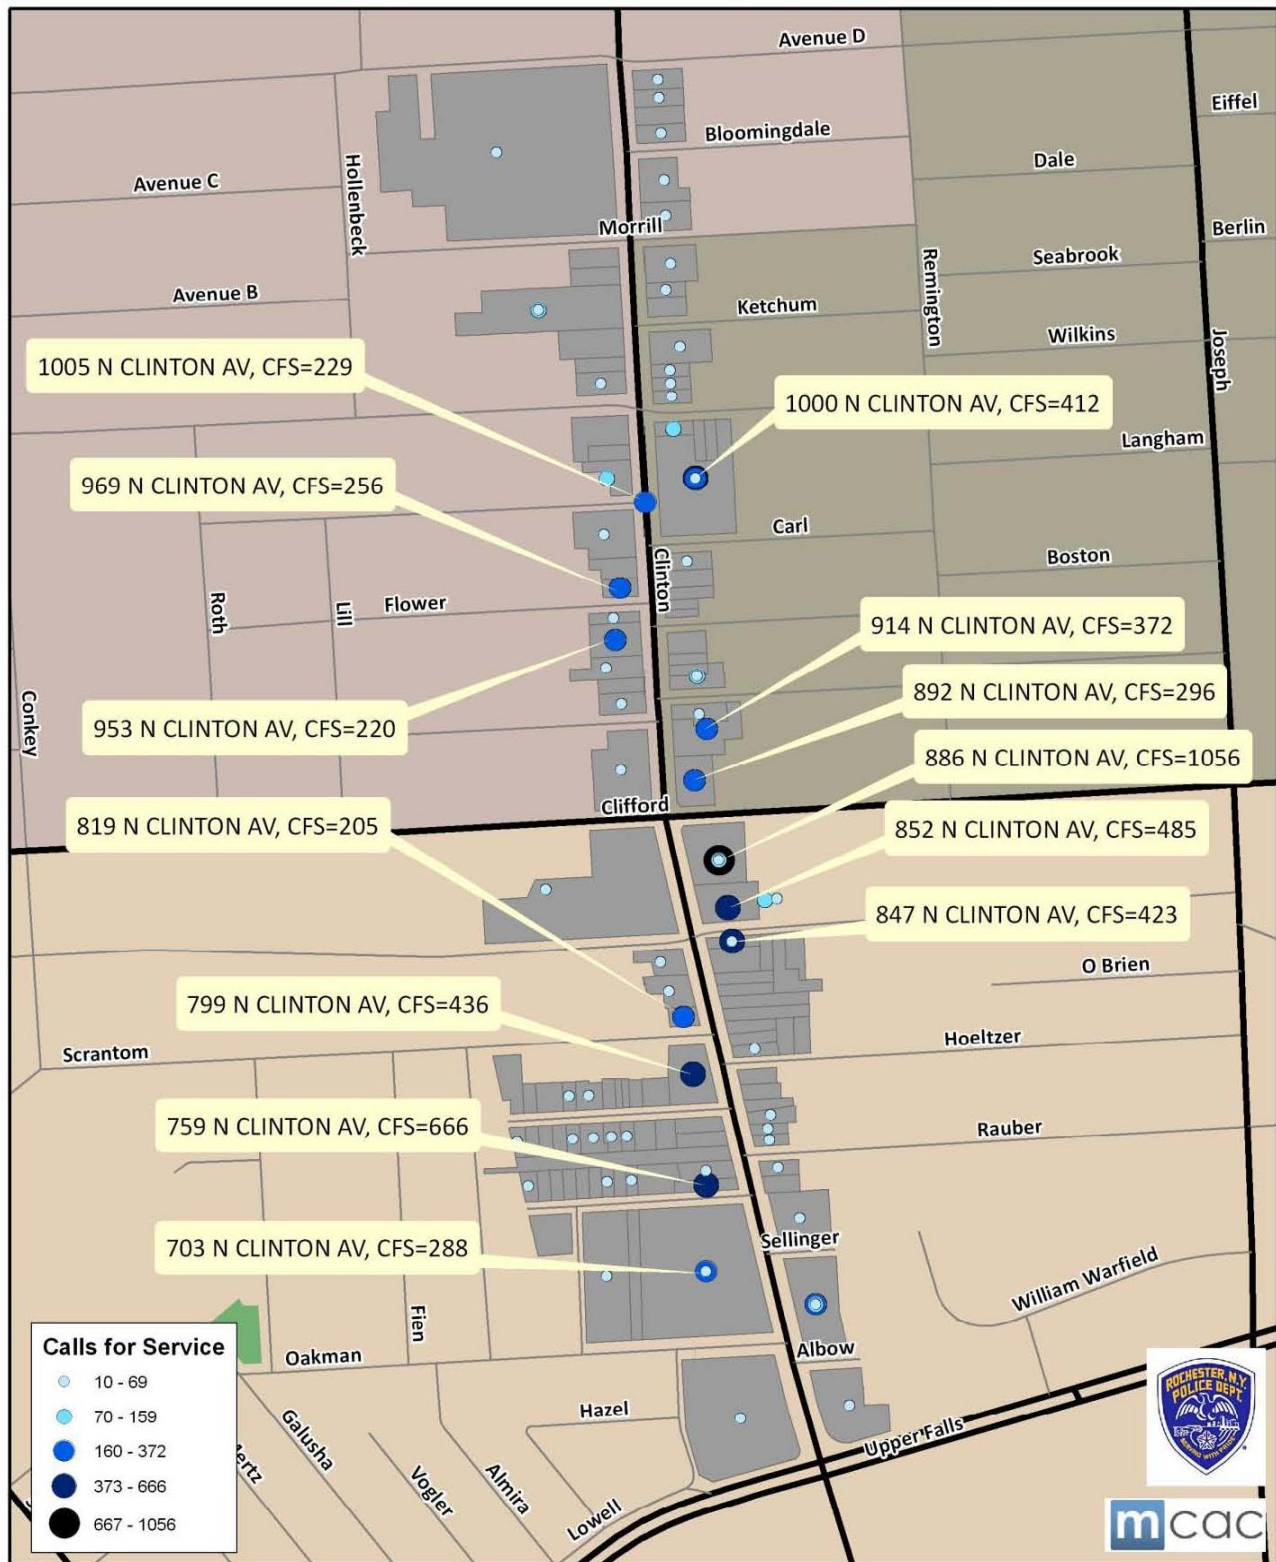 Avenue D
Eiffel
Bloomingdale
Dale
Hollenbeck
Avenue C
Morrill
Berlin
Remington
Seabrook
Avenue B
Ketchum
Wilkins
Joseph
1005 N CLINTON AV, CFS=229
1000 N CLINTON AV, CFS=412
Langham
969 N CLINTON AV, CFS=256
Carl
Boston
Clinton
Roth
Lill
Flower
914 N CLINTON AV, CFS=372
892 N CLINTON AV, CFS=296
Conkey
953 N CLINTON AV, CFS=220
886 N CLINTON AV, CFS=1056
Clifford
819 N CLINTON AV, CFS=205
852 N CLINTON AV, CFS=485
847 N CLINTON AV, CFS=423
O Brien
799 N CLINTON AV, CFS=436
Hoeltzer
Scrantom
759 N CLINTON AV, CFS=666
Rauber
703 N CLINTON AV, CFS=288
Sellinger
William Warfield
Fien
Albow
Oakman
Hazel
Galusha
Upper Falls
Vogler
Almira
Lowell
Calls for Service
10 - 69
70 - 159
160 - 372
373 - 666
667 - 1056
ROCHESTER, N.Y.
POLICE DEPT.
SERVING WITH PRIDE
mcac